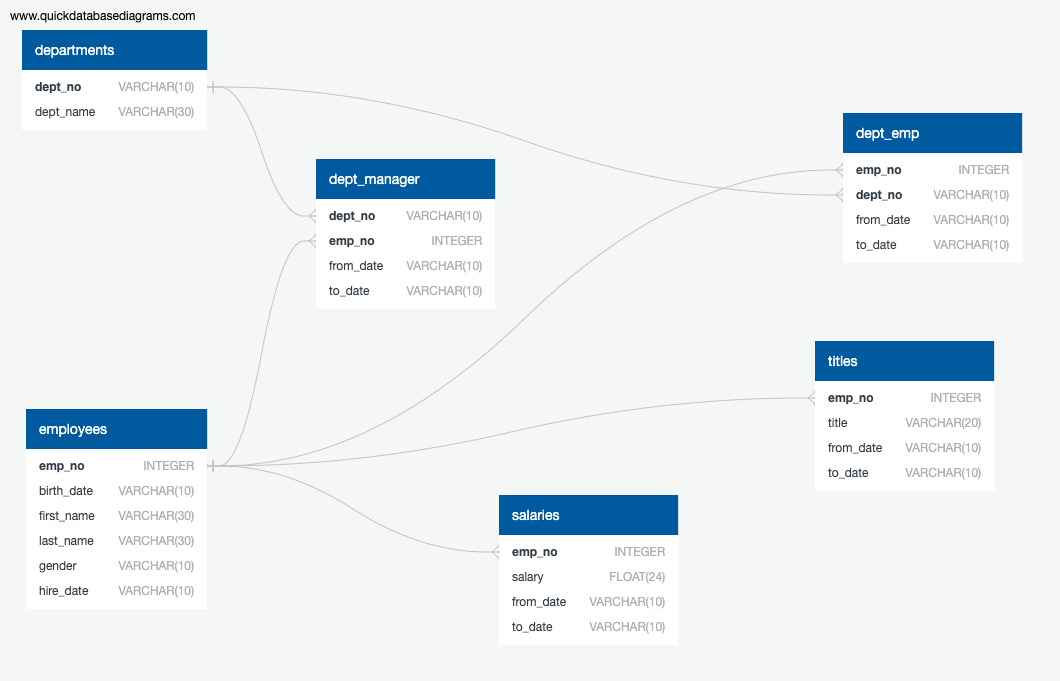 www.quickdatabasediagrams.com
departments
dept_no VARCHAR(10)
dept_name VARCHAR(30)
dept_manager
dept_no VARCHAR(10)
emp_no INTEGER
from_date VARCHAR(10)
to_date VARCHAR(10)
dept_emp
emp_no INTEGER
dept_no VARCHAR(10)
from_date VARCHAR(10)
to_date VARCHAR(10)
titles
emp_no INTEGER
title VARCHAR(20)
from_date VARCHAR(10)
to_date VARCHAR(10)
employees
emp_no INTEGER
birth_date VARCHAR(10)
first_name VARCHAR(30)
last_name VARCHAR(30)
gender VARCHAR(10)
hire_date VARCHAR(10)
salaries
emp_no INTEGER
salary FLOAT(24)
from_date VARCHAR(10)
to_date VARCHAR(10)